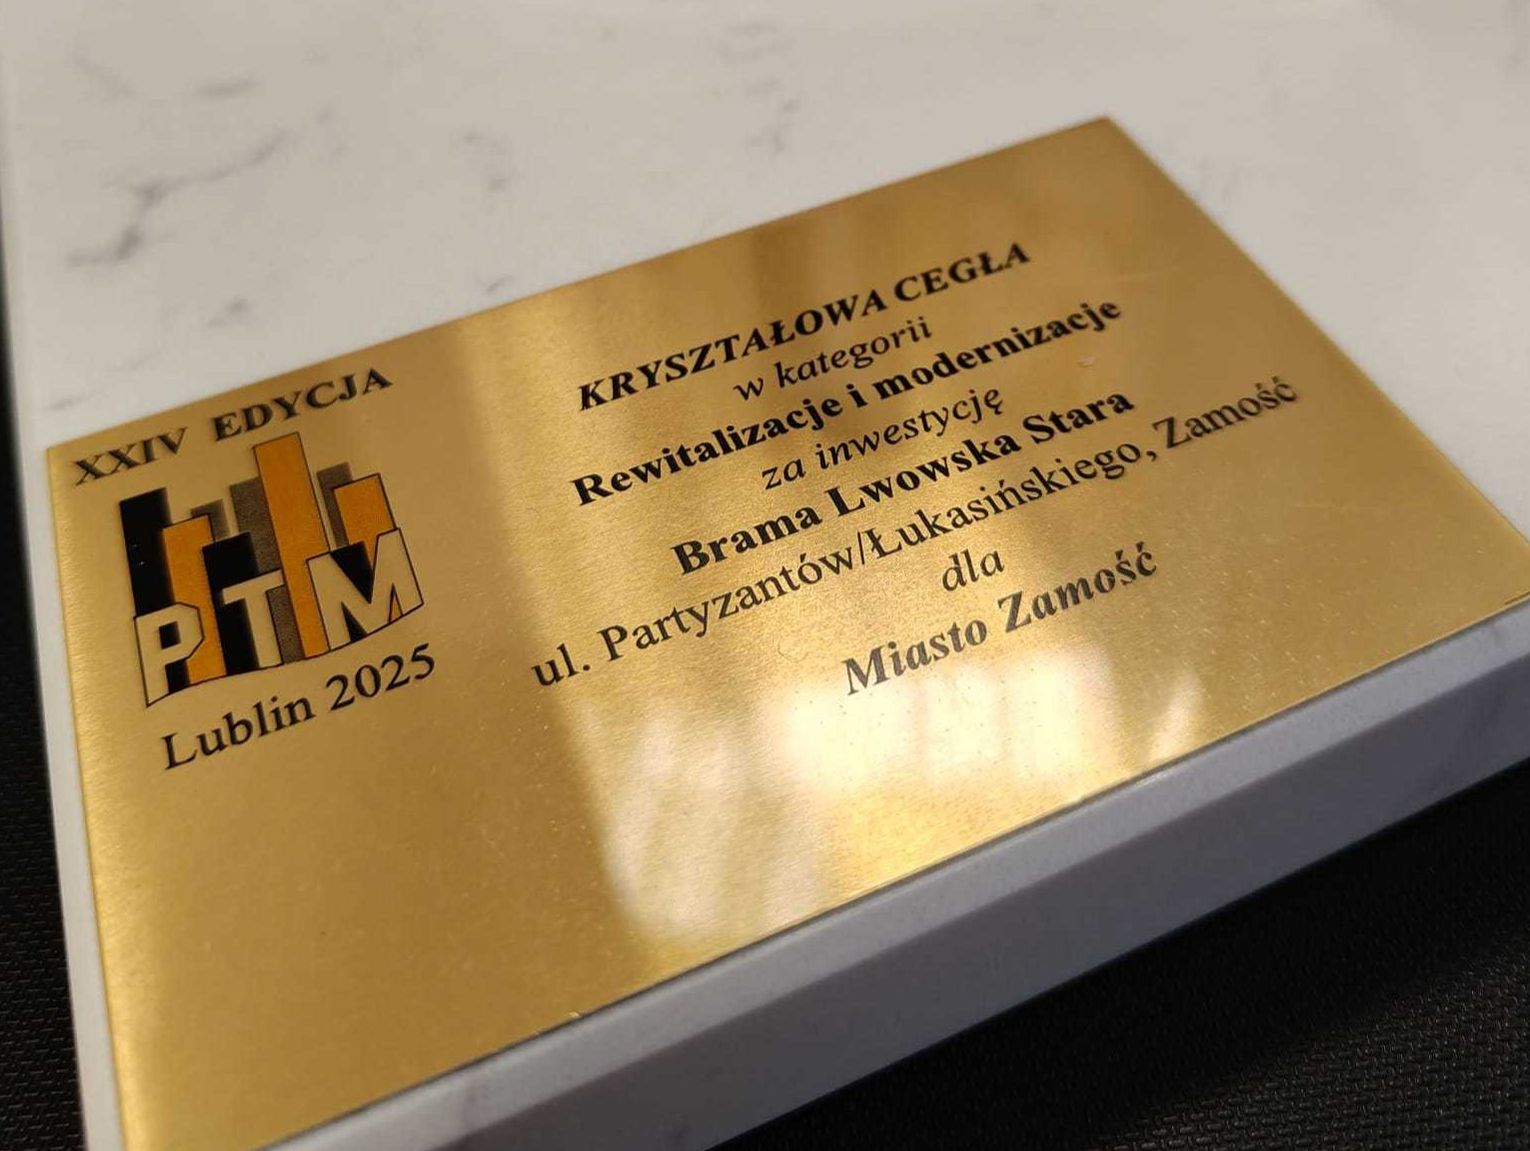 XXIV EDYCJA
PTM
Lublin 2025
KRYSZTAŁOWA CEGŁA
w kategorii
Rewitalizacje i modernizacje
za inwestycję
Brama Lwowska Stara
ul. Partyzantów/Łukasińskiego, Zamość
dla
Miasto Zamość